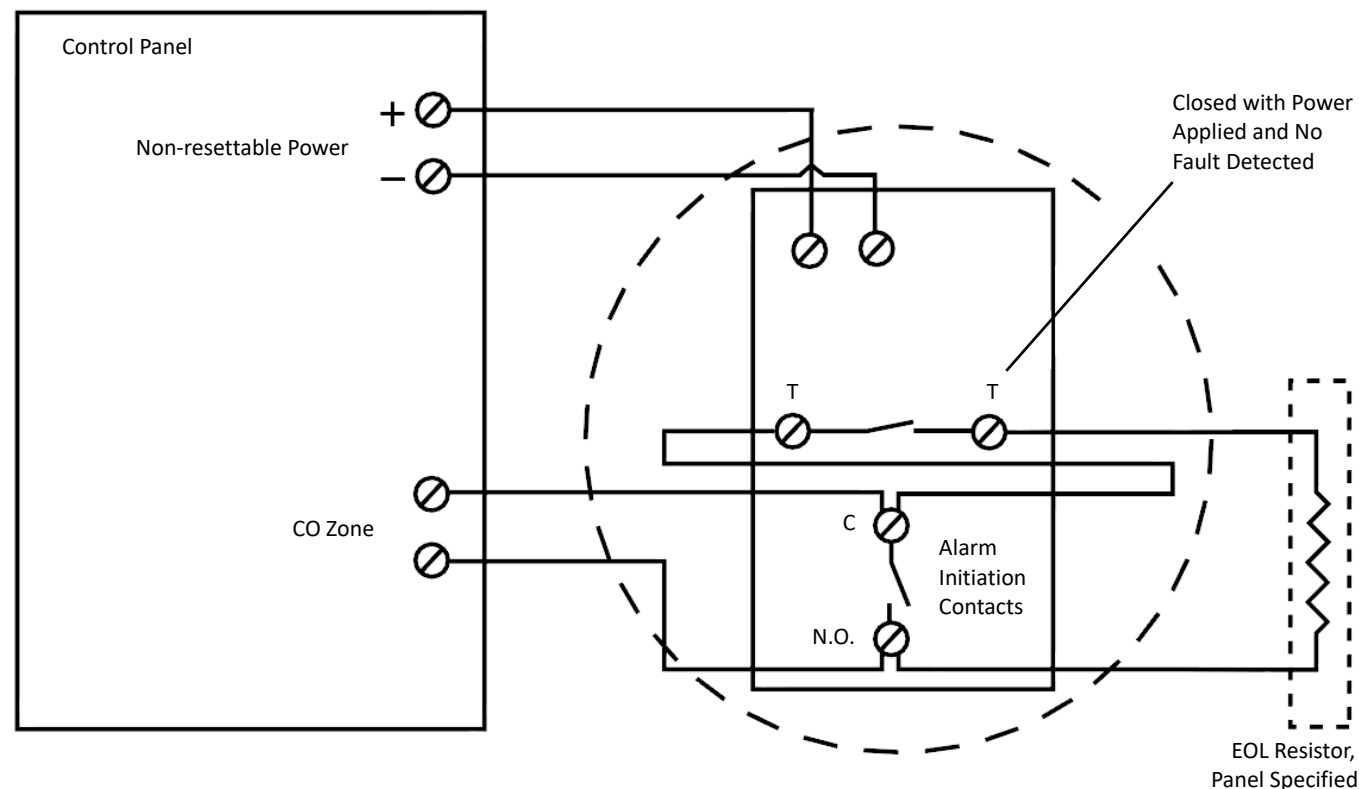 Control Panel
+
Non-resettable Power
−
Closed with Power
Applied and No
Fault Detected
T
T
CO Zone
C
Alarm
Initiation
Contacts
N.O.
EOL Resistor,
Panel Specified